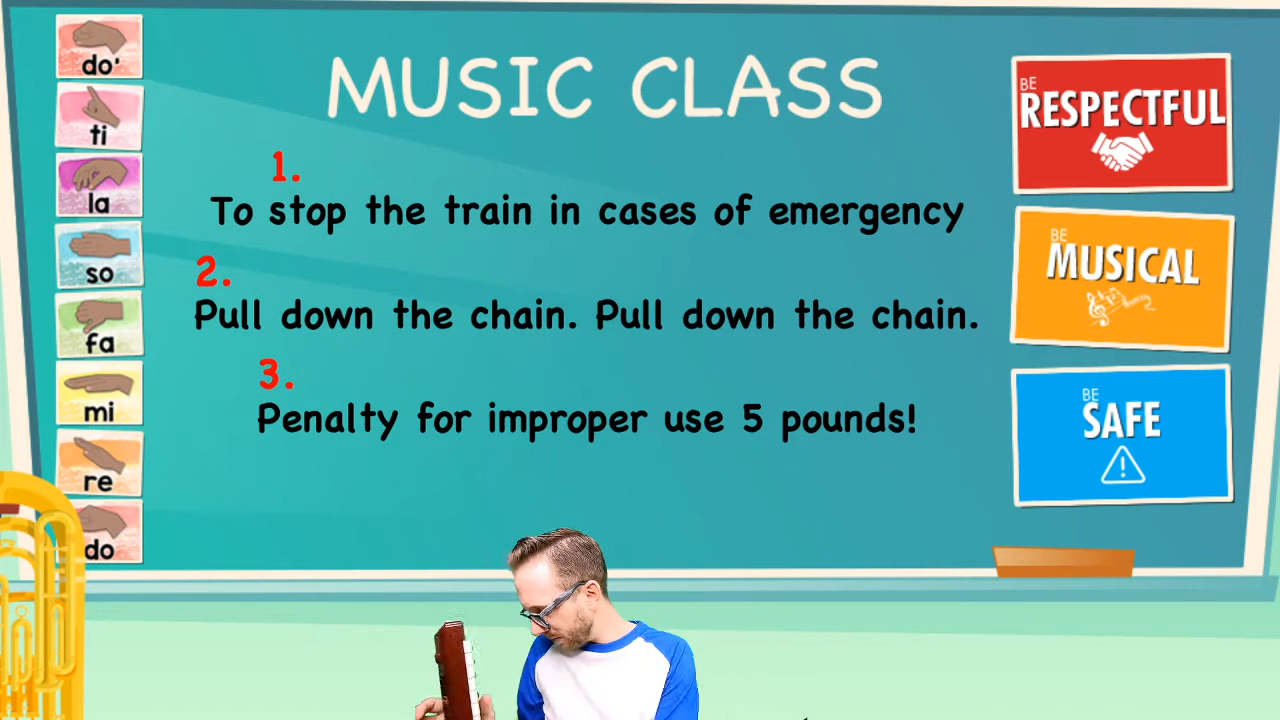 MUSIC CLASS
1.
To stop the train in cases of emergency
2.
Pull down the chain. Pull down the chain.
3.
Penalty for improper use 5 pounds!
do'
ti
la
so
fa
mi
re
do
BE
RESPECTFUL
BE
MUSICAL
BE
SAFE